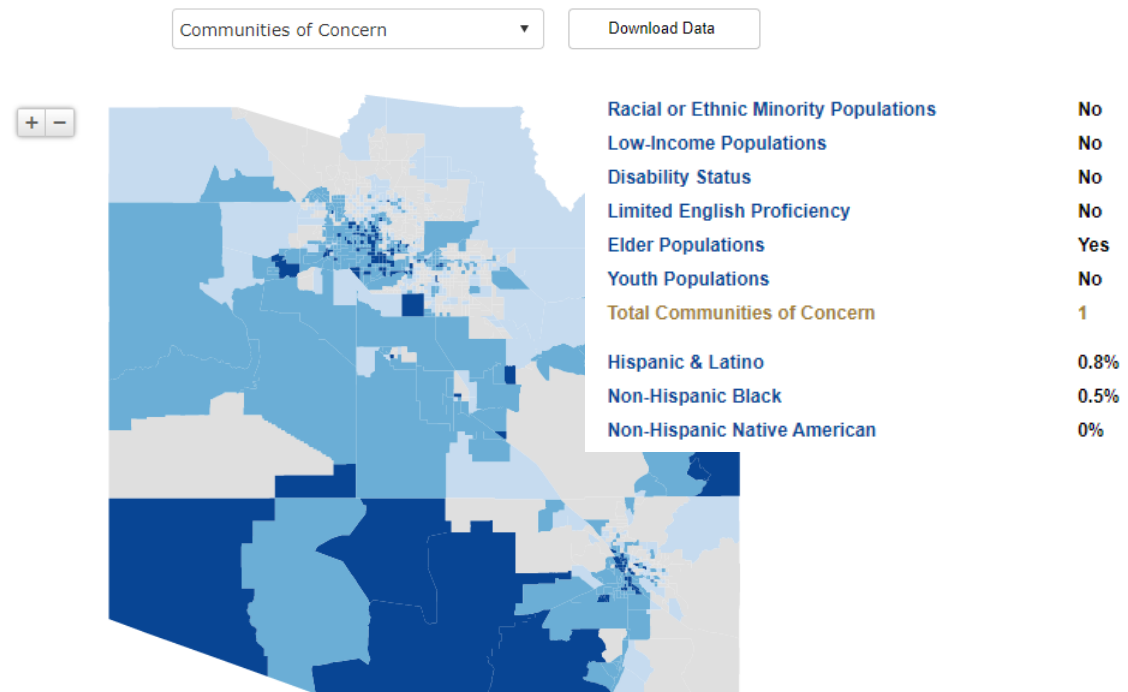 Communities of Concern ▼ Download Data
+ −
Racial or Ethnic Minority Populations No
Low-Income Populations No
Disability Status No
Limited English Proficiency No
Elder Populations Yes
Youth Populations No
Total Communities of Concern 1
Hispanic & Latino 0.8%
Non-Hispanic Black 0.5%
Non-Hispanic Native American 0%